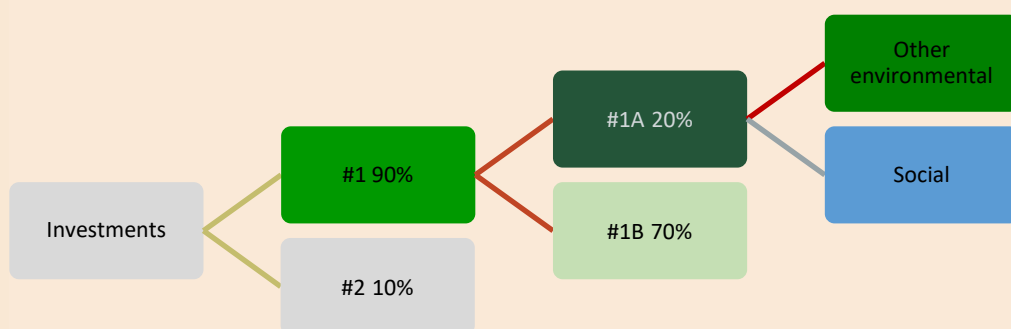 Investments
#1 90%
#2 10%
#1A 20%
#1B 70%
Other
environmental
Social